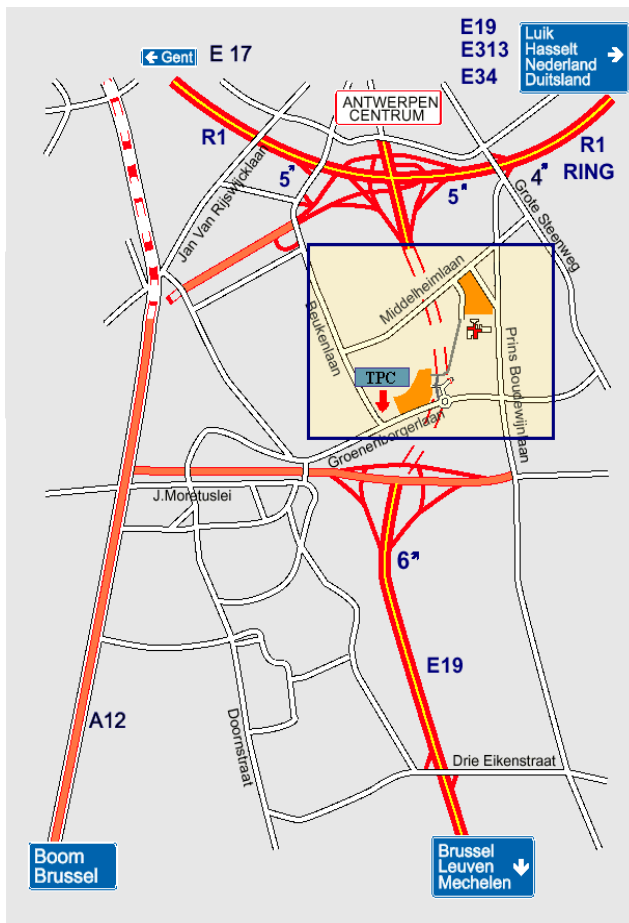 E19
E313
E34
Luik
Hasselt
Nederland
Duitsland
Gent
E 17
ANTWERPEN
CENTRUM
R1
R1
RING
5
5
4
Jan Van Rijswijcklaan
Grote Steenweg
Middelheimlaan
Beukenlaan
Prins Boudewijnlaan
TPC
Groenenborgerlaan
J.Moretuslei
6
E19
A12
Doornstraat
Drie Eikenstraat
Boom
Brussel
Brussel
Leuven
Mechelen